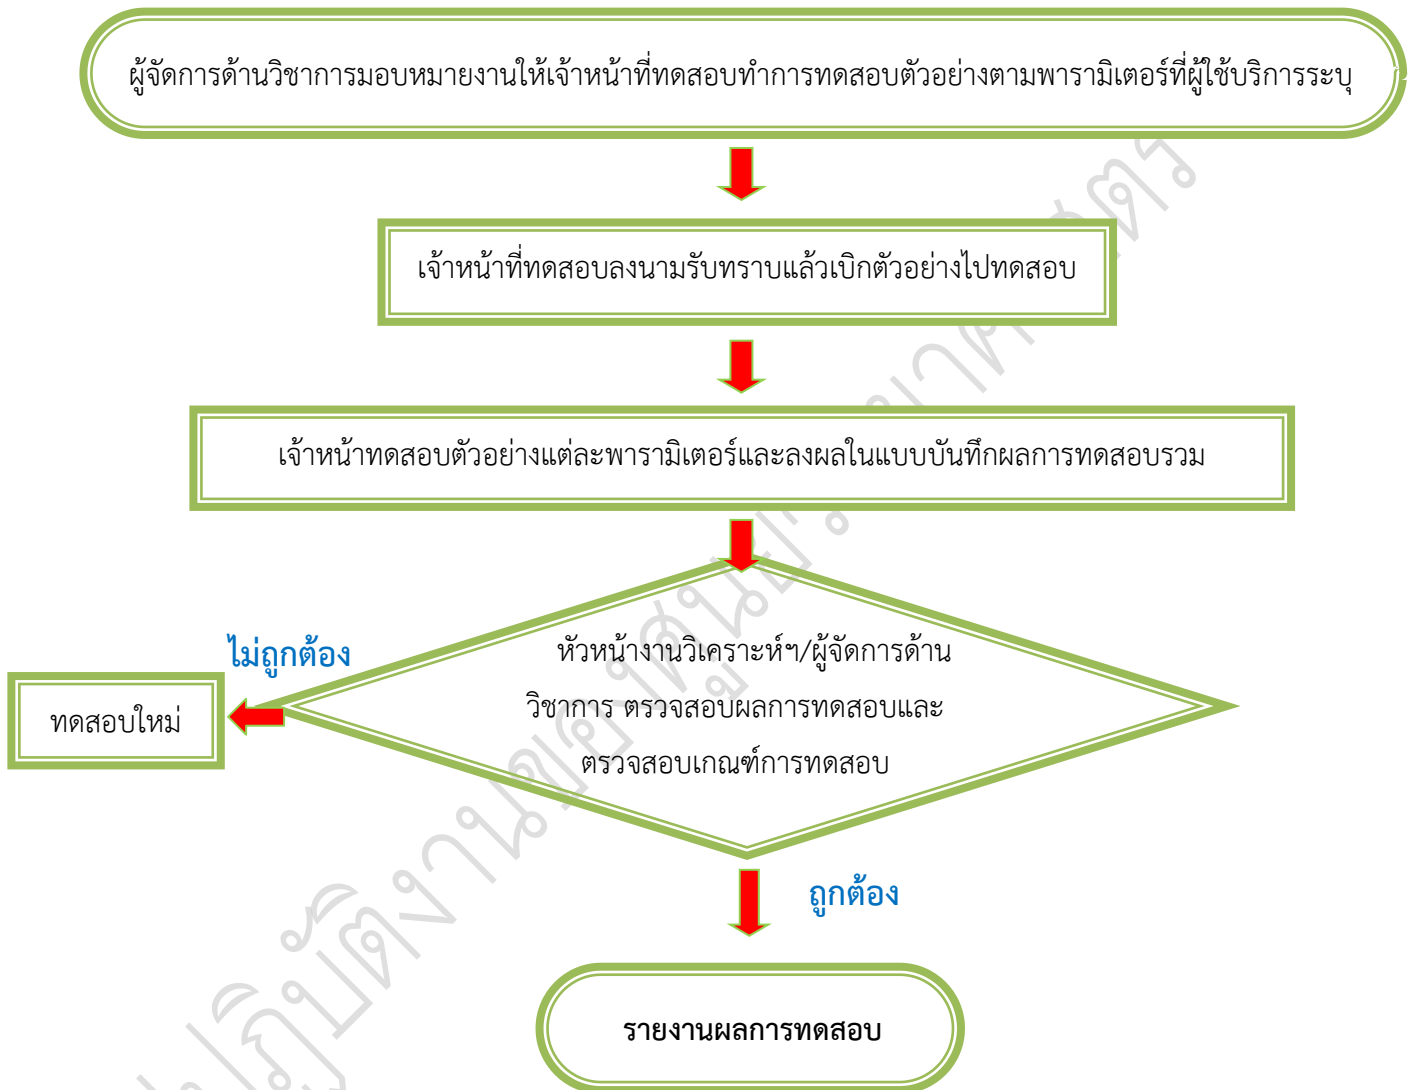 ผู้จัดการด้านวิชาการมอบหมายงานให้เจ้าหน้าที่ทดสอบทำการทดสอบตัวอย่างตามพารามิเตอร์ที่ผู้ใช้บริการระบุ
เจ้าหน้าที่ทดสอบลงนามรับทราบแล้วเบิกตัวอย่างไปทดสอบ
เจ้าหน้าทดสอบตัวอย่างแต่ละพารามิเตอร์และลงผลในแบบบันทึกผลการทดสอบรวม
หัวหน้างานวิเคราะห์ฯ/ผู้จัดการด้าน
วิชาการ ตรวจสอบผลการทดสอบและ
ตรวจสอบเกณฑ์การทดสอบ
ไม่ถูกต้อง
ทดสอบใหม่
ถูกต้อง
รายงานผลการทดสอบ